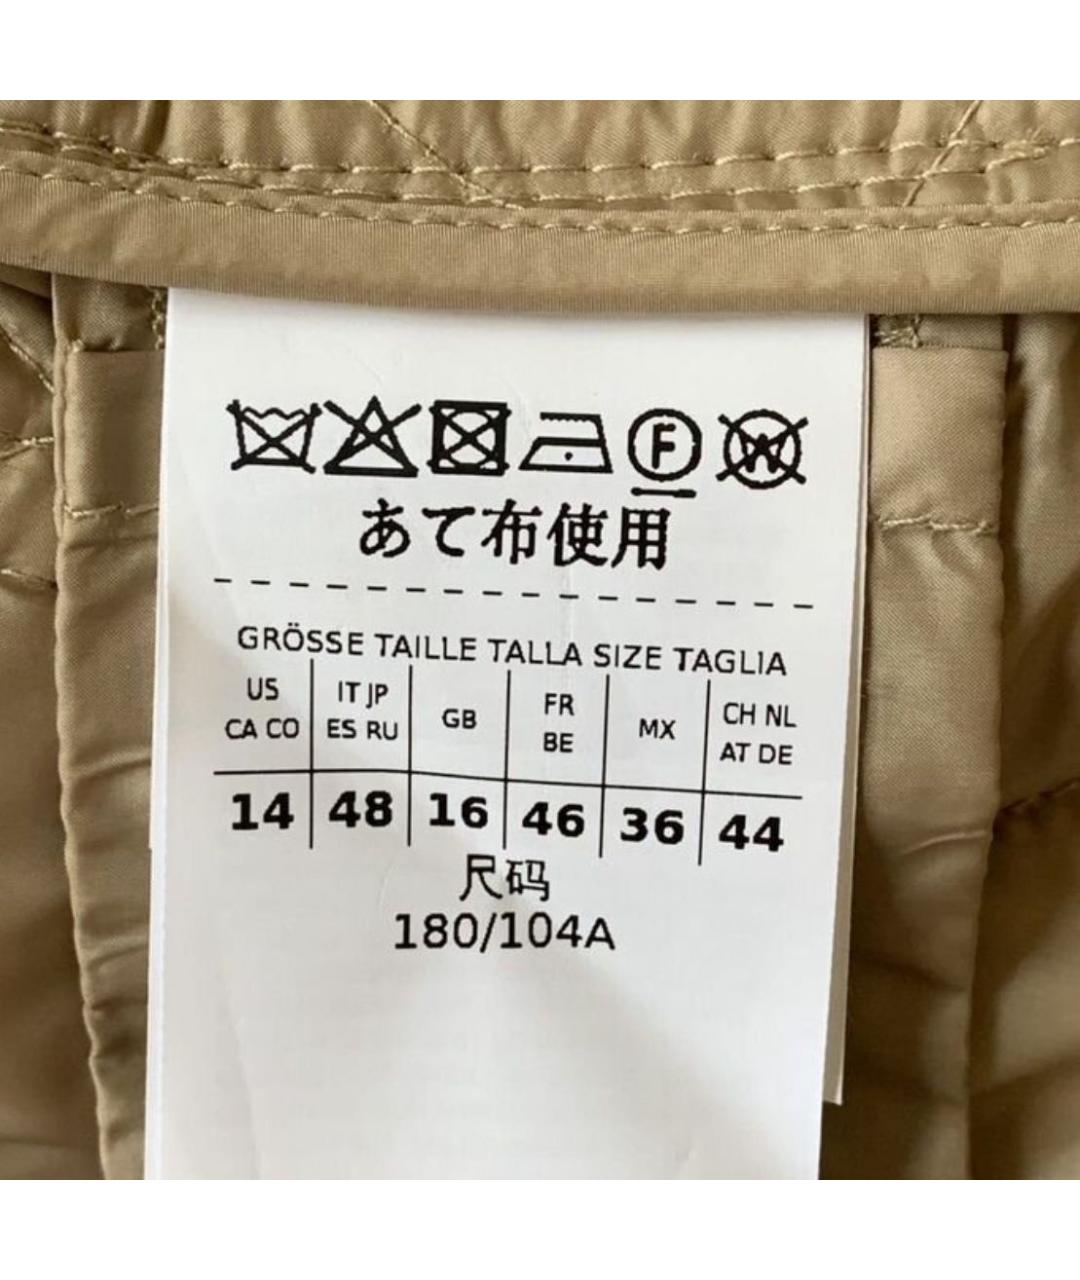 F W
あて布使用
GRÖSSE TAILLE TALLA SIZE TAGLIA
US IT JP GB FR MX CH NL
CA CO ES RU BE AT DE
14 48 16 46 36 44
尺码
180/104A